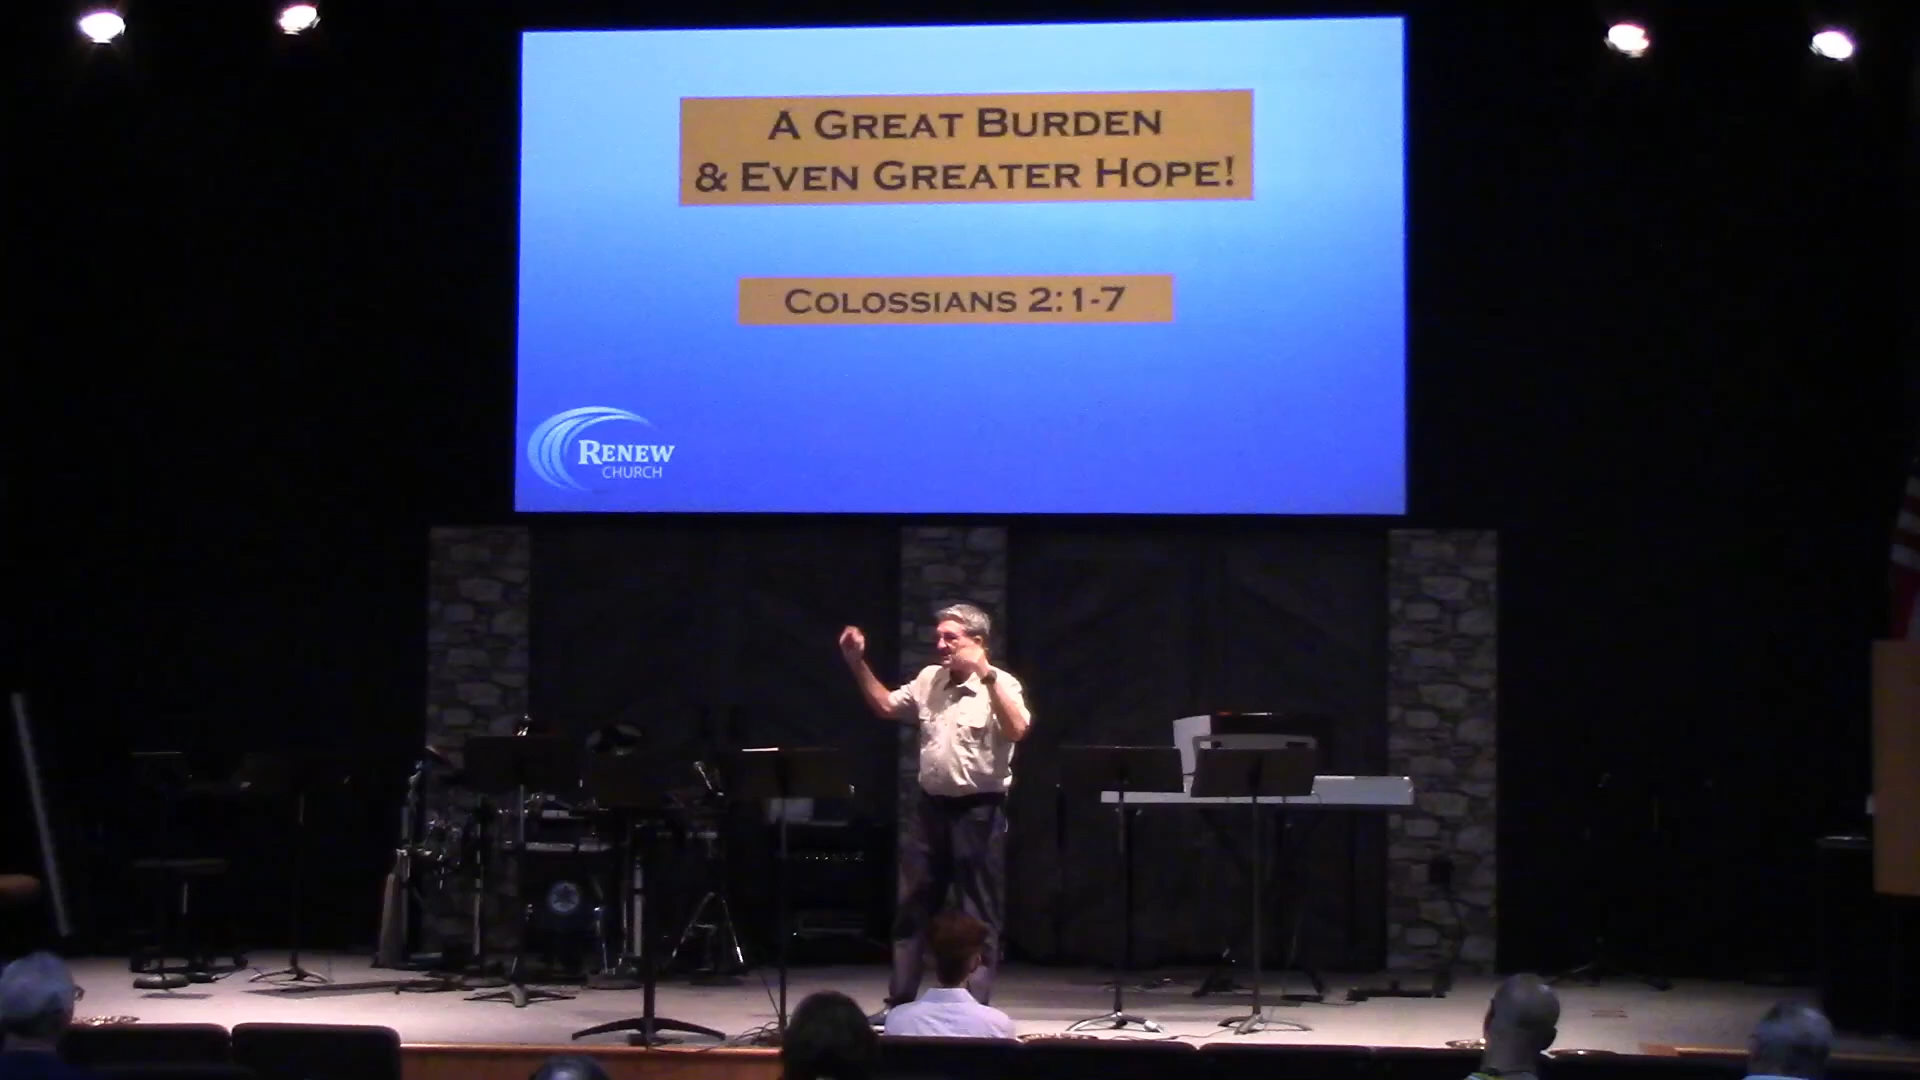 A GREAT BURDEN
& EVEN GREATER HOPE!
COLOSSIANS 2:1-7
RENEW
CHURCH